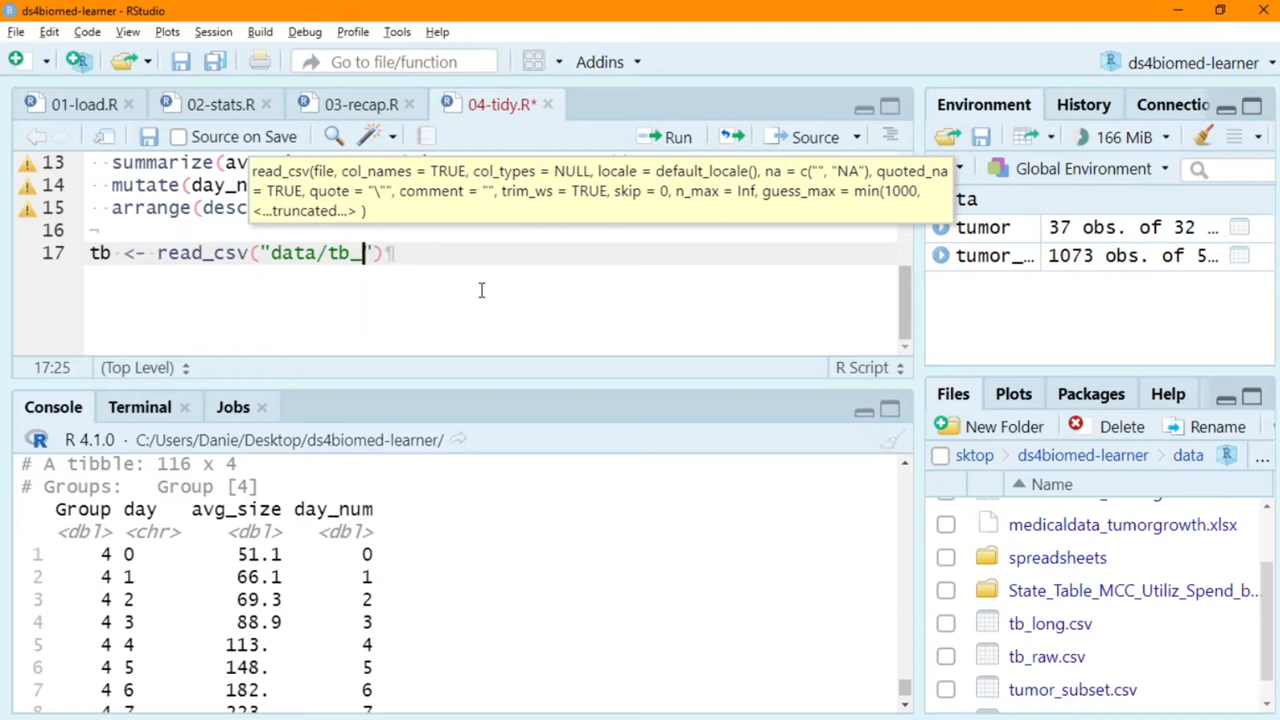 ds4biomed-learner - RStudio
File Edit Code View Plots Session Build Debug Profile Tools Help
Go to file/function Addins ds4biomed-learner
01-load.R 02-stats.R 03-recap.R 04-tidy.R*
Source on Save Run Source
13 summarize(av
14 mutate(day_n
15 arrange(desc
16
17 tb <- read_csv("data/tb_")
read_csv(file, col_names = TRUE, col_types = NULL, locale = default_locale(), na = c("", "NA"), quoted_na
= TRUE, quote = "\"", comment = "", trim_ws = TRUE, skip = 0, n_max = Inf, guess_max = min(1000,
<...truncated...> )
17:25 (Top Level) R Script
Console Terminal Jobs
R 4.1.0 · C:/Users/Danie/Desktop/ds4biomed-learner/
# A tibble: 116 x 4
# Groups: Group [4]
Group day avg_size day_num
<dbl> <chr> <dbl> <dbl>
1 4 0 51.1 0
2 4 1 66.1 1
3 4 2 69.3 2
4 4 3 88.9 3
5 4 4 113. 4
6 4 5 148. 5
7 4 6 182. 6
8 4 7 223. 7
Environment History Connectio
166 MiB
R Global Environment
ta
tumor 37 obs. of 32 ...
tumor_... 1073 obs. of 5...
Files Plots Packages Help
New Folder Delete Rename
sktop ds4biomed-learner data ...
Name
medicaldata_tumorgrowth.xlsx
spreadsheets
State_Table_MCC_Utiliz_Spend_b...
tb_long.csv
tb_raw.csv
tumor_subset.csv